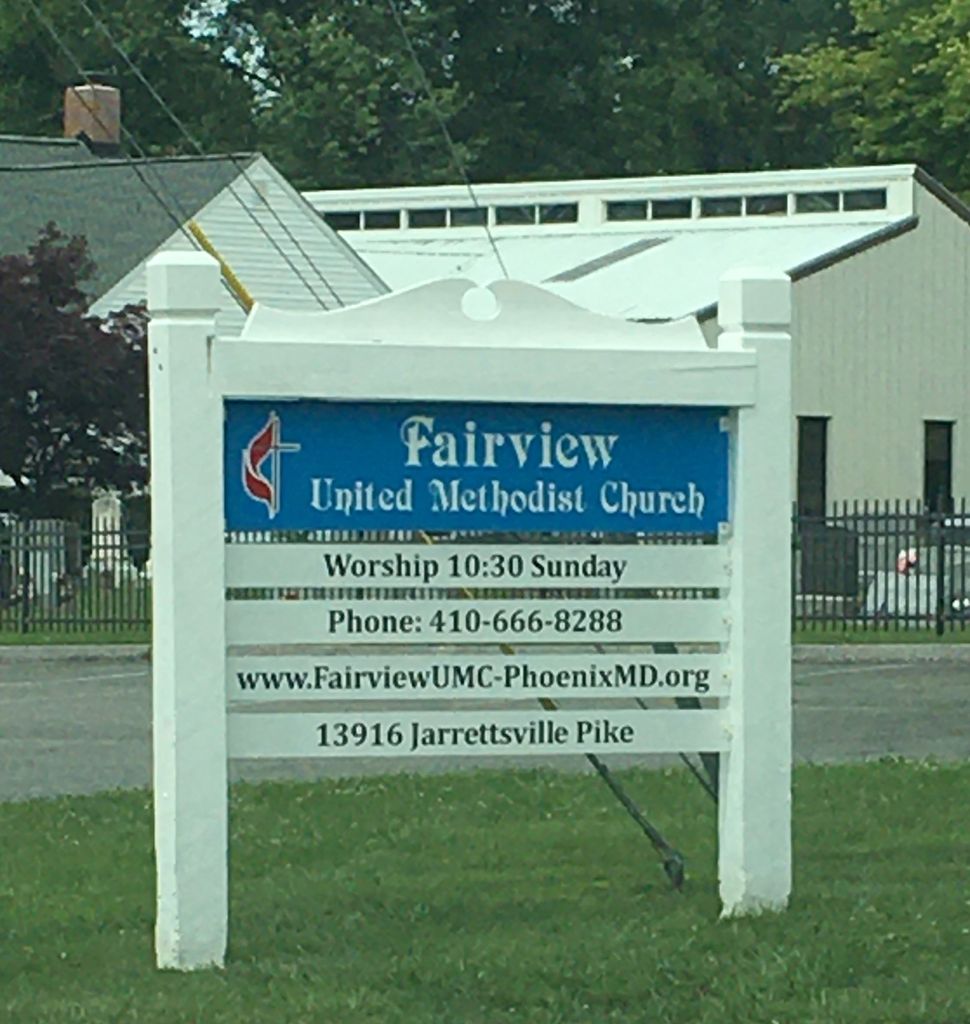 Fairview
United Methodist Church
Worship 10:30 Sunday
Phone: 410-666-8288
www.FairviewUMC-PhoenixMD.org
13916 Jarrettsville Pike